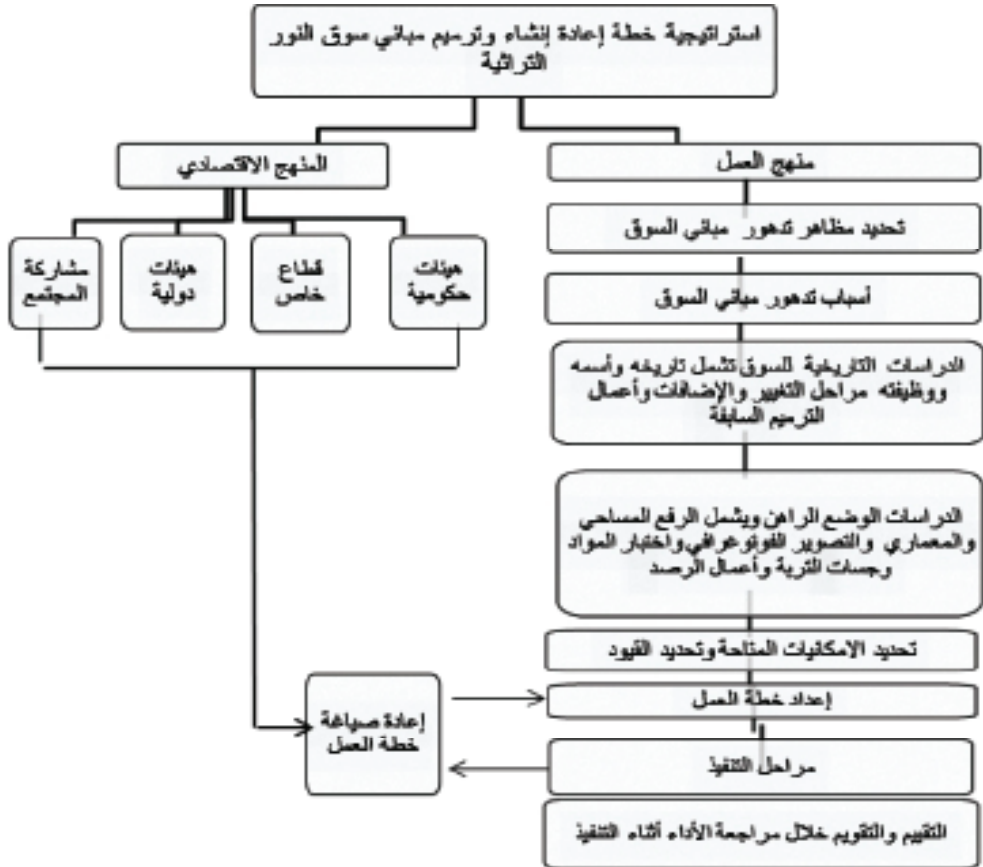 استراتيجية خطة إعادة إنشاء وترميم مباني سوق النور
التراثية
منهج العمل
المنهج الاقتصادي
تحديد مظاهر تدهور مباني السوق
أسباب تدهور مباني السوق
الدراسات التاريخية للسوق تشمل تاريخه وأسمه
ووظيفته مراحل التغيير والإضافات وأعمال
الترميم السابقة
الدراسات الوضع الراهن ويشمل الرفع المساحي
والمعماري والتصوير الفوتوغرافي واختبار المواد
وجسات التربة وأعمال الرصد
تحديد الامكانيات المتاحة وتحديد القيود
إعداد خطة العمل
مراحل التنفيذ
التقييم والتقويم خلال مراجعة الأداء أثناء التنفيذ
هيئات
حكومية
قطاع
خاص
هيئات
دولية
مشاركة
المجتمع
إعادة صياغة
خطة العمل